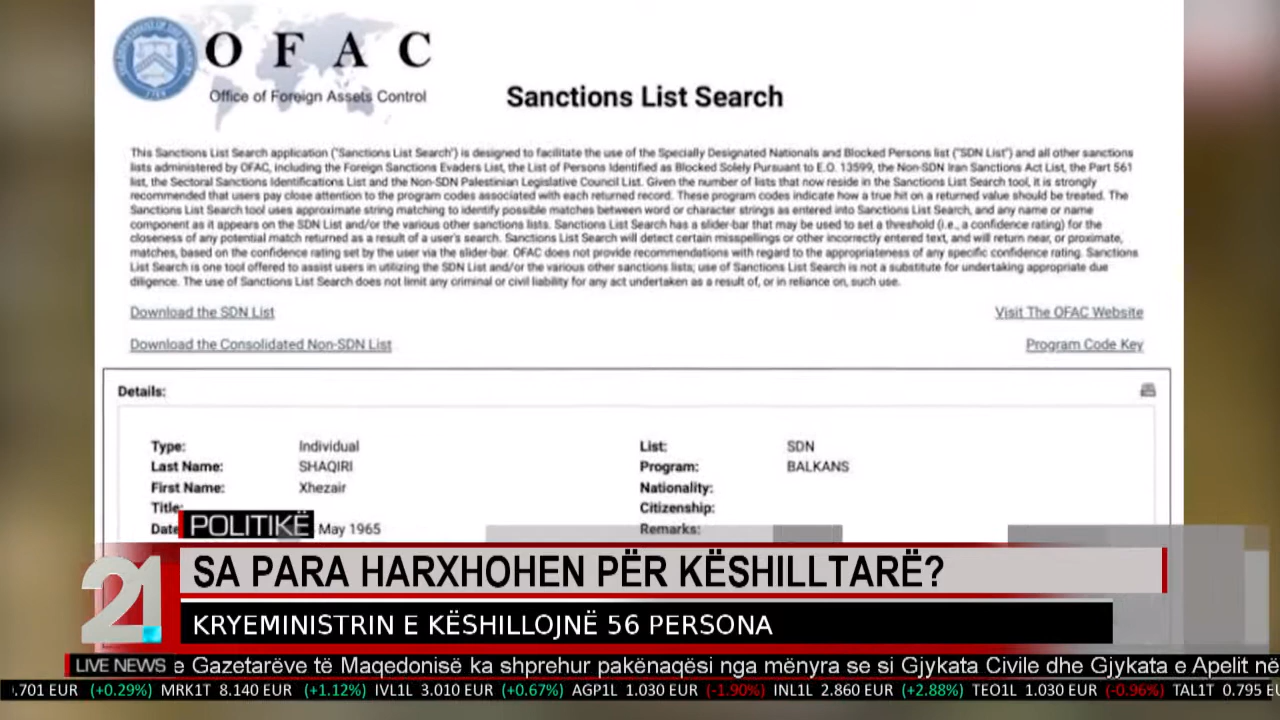 O F A C
Office of Foreign Assets Control
Sanctions List Search
This Sanctions List Search application ("Sanctions List Search") is designed to facilitate the use of the Specially Designated Nationals and Blocked Persons list ("SDN List") and all other sanctions
lists administered by OFAC, including the Foreign Sanctions Evaders List, the List of Persons Identified as Blocked Solely Pursuant to E.O. 13599, the Non-SDN Iran Sanctions Act List, the Part 561
list, the Sectoral Sanctions Identifications List and the Non-SDN Palestinian Legislative Council List. Given the number of lists that now reside in the Sanctions List Search tool, it is strongly
recommended that users pay close attention to the program codes associated with each returned record. These program codes indicate how a true hit on a returned value should be treated. The
Sanctions List Search tool uses approximate string matching to identify possible matches between word or character strings as entered into Sanctions List Search, and any name or name
component as it appears on the SDN List and/or the various other sanctions lists. Sanctions List Search has a slider-bar that may be used to set a threshold (i.e., a confidence rating) for the
closeness of any potential match returned as a result of a user's search. Sanctions List Search will detect certain misspellings or other incorrectly entered text, and will return near, or proximate,
matches, based on the confidence rating set by the user via the slider-bar. OFAC does not provide recommendations with regard to the appropriateness of any specific confidence rating. Sanctions
List Search is one tool offered to assist users in utilizing the SDN List and/or the various other sanctions lists; use of Sanctions List Search is not a substitute for undertaking appropriate due
diligence. The use of Sanctions List Search does not limit any criminal or civil liability for any act undertaken as a result of, or in reliance on, such use.
Download the SDN List Visit The OFAC Website
Download the Consolidated Non-SDN List Program Code Key
Details:
Type: Individual List: SDN
Last Name: SHAQIRI Program: BALKANS
First Name: Xhezair Nationality:
Title: Citizenship:
Date May 1965 Remarks:
POLITIKË
21
SA PARA HARXHOHEN PËR KËSHILLTARË?
KRYEMINISTRIN E KËSHILLOJNË 56 PERSONA
LIVE NEWS e Gazetarëve të Maqedonisë ka shprehur pakënaqësi nga mënyra se si Gjykata Civile dhe Gjykata e Apelit në
.701 EUR (+0.29%) MRK1T 8.140 EUR (+1.12%) IVL1L 3.010 EUR (+0.67%) AGP1L 1.030 EUR (-1.90%) INL1L 2.860 EUR (+2.88%) TEO1L 1.030 EUR (-0.96%) TAL1T 0.795 EU